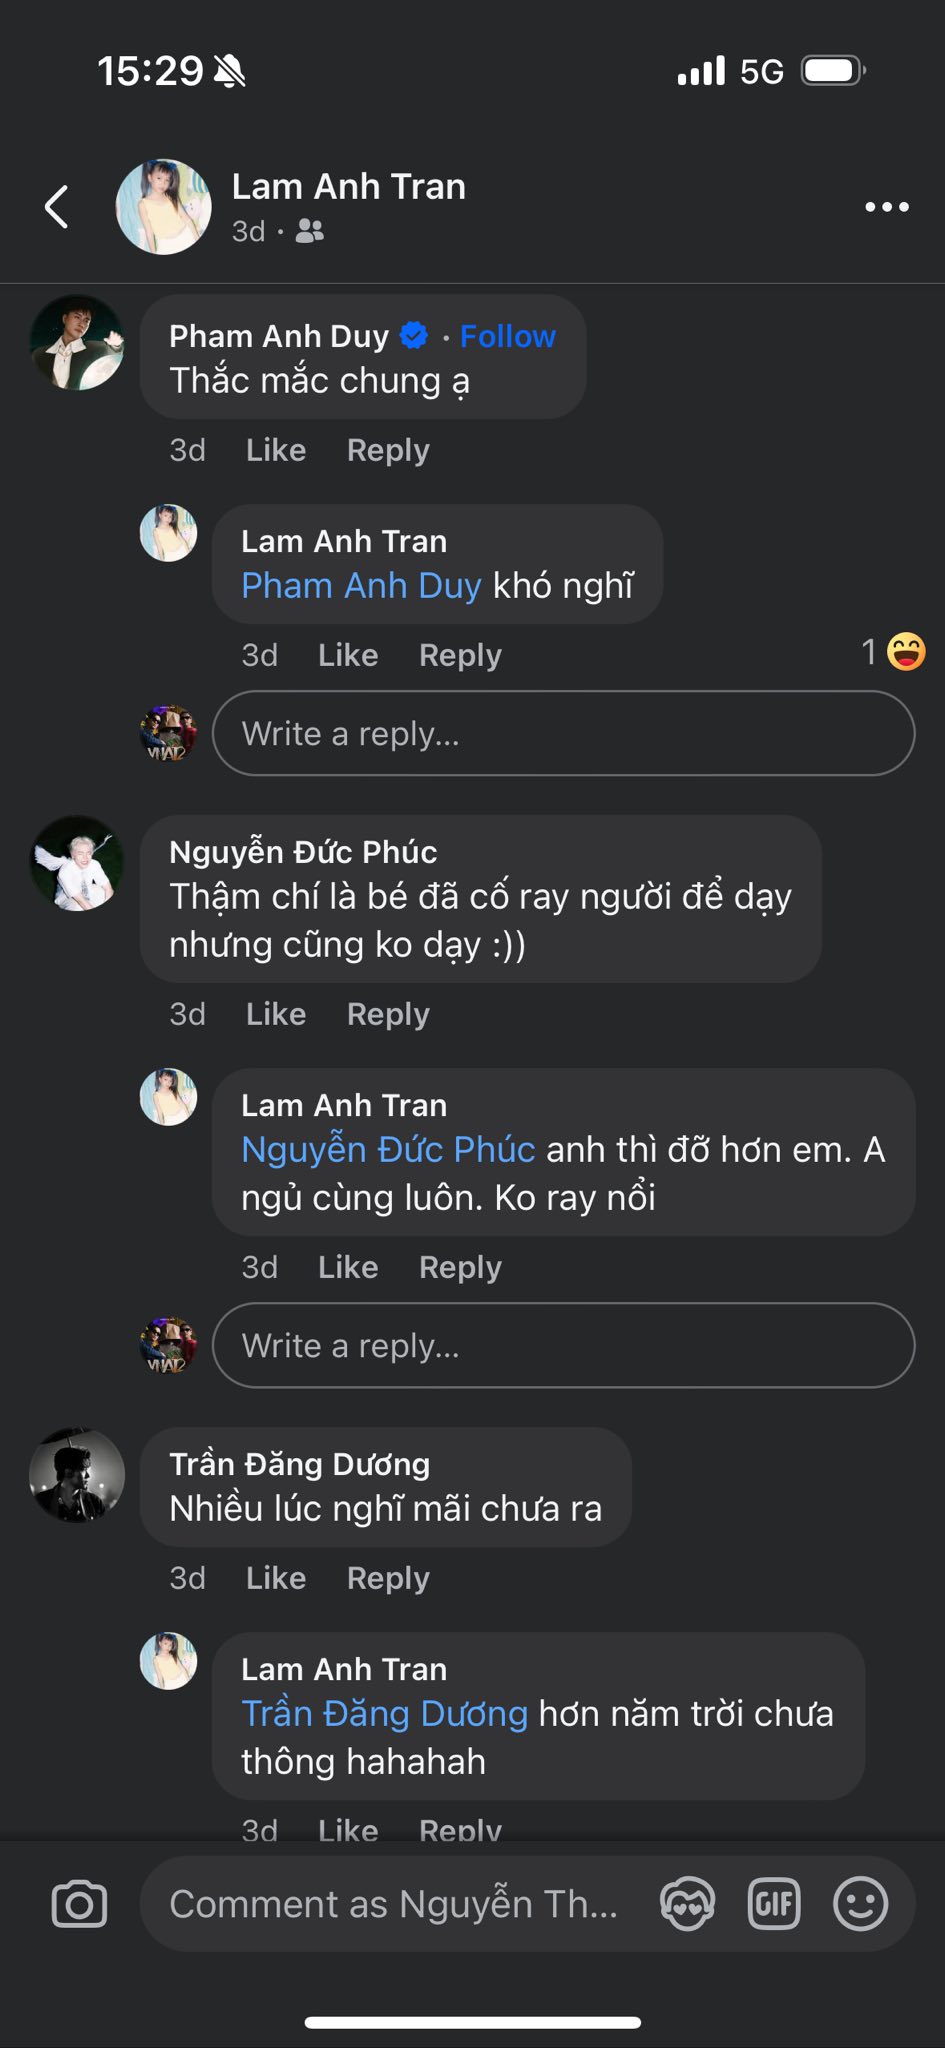 15:29
5G
Lam Anh Tran
3d ·
Pham Anh Duy · Follow
Thắc mắc chung ạ
3d Like Reply
Lam Anh Tran
Pham Anh Duy khó nghĩ
3d Like Reply 1
Write a reply...
Nguyễn Đức Phúc
Thậm chí là bé đã cố ray người để dạy
nhưng cũng ko dạy :))
3d Like Reply
Lam Anh Tran
Nguyễn Đức Phúc anh thì đỡ hơn em. A
ngủ cùng luôn. Ko ray nổi
3d Like Reply
Write a reply...
Trần Đăng Dương
Nhiều lúc nghĩ mãi chưa ra
3d Like Reply
Lam Anh Tran
Trần Đăng Dương hơn năm trời chưa
thông hahahah
3d Like Reply
Comment as Nguyễn Th...
GIF